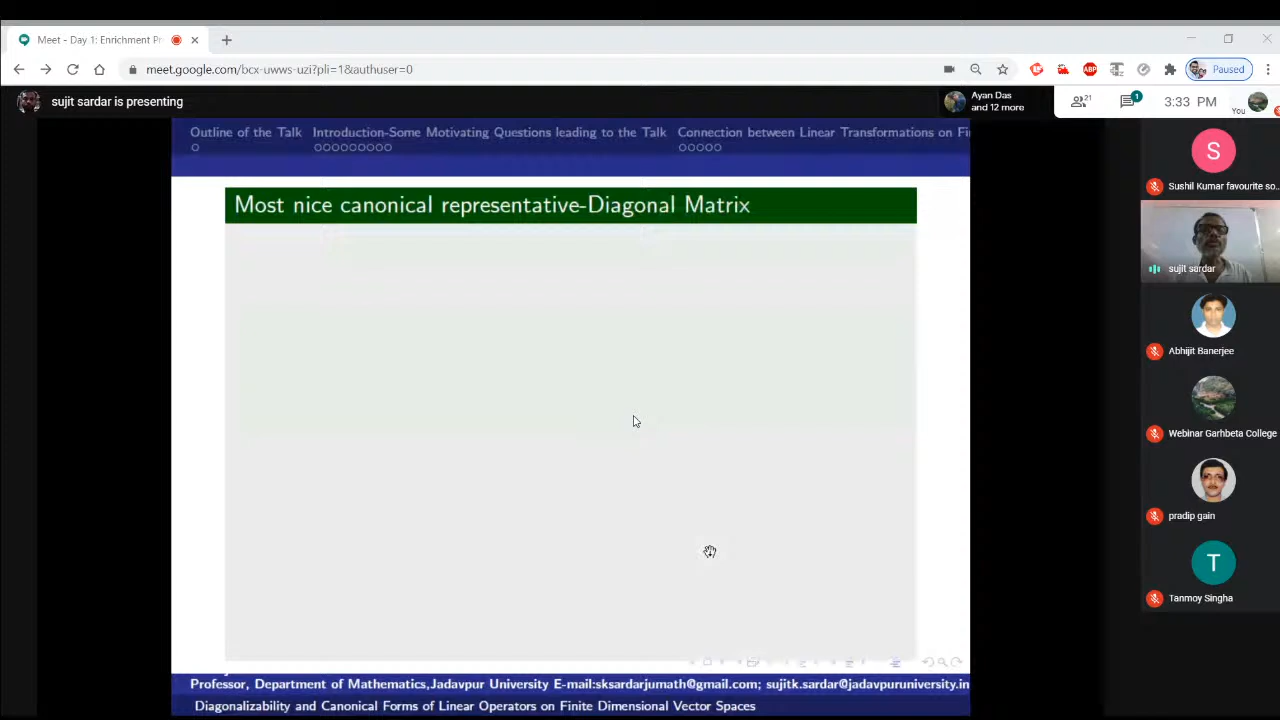 Meet - Day 1: Enrichment Pr
meet.google.com/bcx-uwws-uzi?pli=1&authuser=0
ABP
Paused
sujit sardar is presenting
Ayan Das
and 12 more
21
1
3:33 PM
You
Outline of the Talk Introduction-Some Motivating Questions leading to the Talk Connection between Linear Transformations on Fi
Most nice canonical representative-Diagonal Matrix
S
Sushil Kumar favourite so...
sujit sardar
Abhijit Banerjee
Webinar Garhbeta College
pradip gain
T
Tanmoy Singha
Professor, Department of Mathematics,Jadavpur University E-mail:sksardarjumath@gmail.com; sujitk.sardar@jadavpuruniversity.in
Diagonalizability and Canonical Forms of Linear Operators on Finite Dimensional Vector Spaces